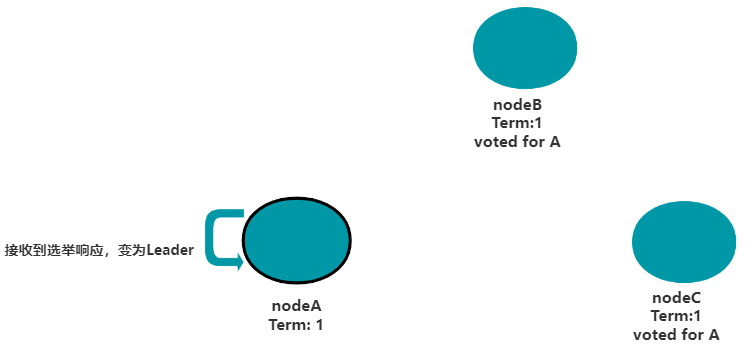 nodeB
Term:1
voted for A
接收到选举响应，变为Leader
nodeA
Term: 1
nodeC
Term:1
voted for A